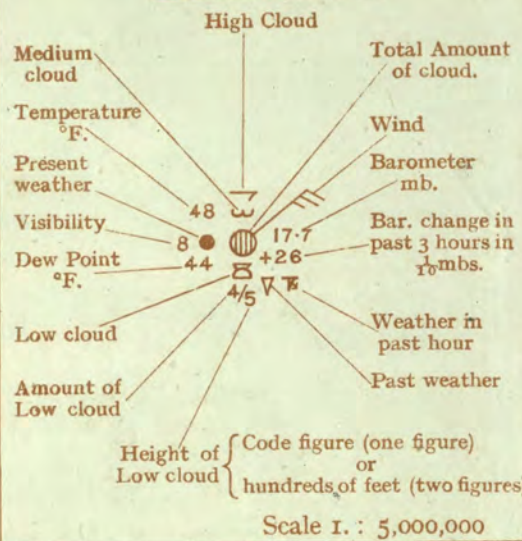 High Cloud
Medium
cloud
Total Amount
of cloud.
Temperature
°F.
Wind
Present
weather
Barometer
mb.
48
Visibility
8
17·7
Bar. change in
past 3 hours in
1/10 mbs.
+26
Dew Point
°F.
44
4/5
Low cloud
Weather in
past hour
Amount of
Low cloud
Past weather
Height of
Low cloud
Code figure (one figure)
or
hundreds of feet (two figures)
Scale 1. : 5,000,000